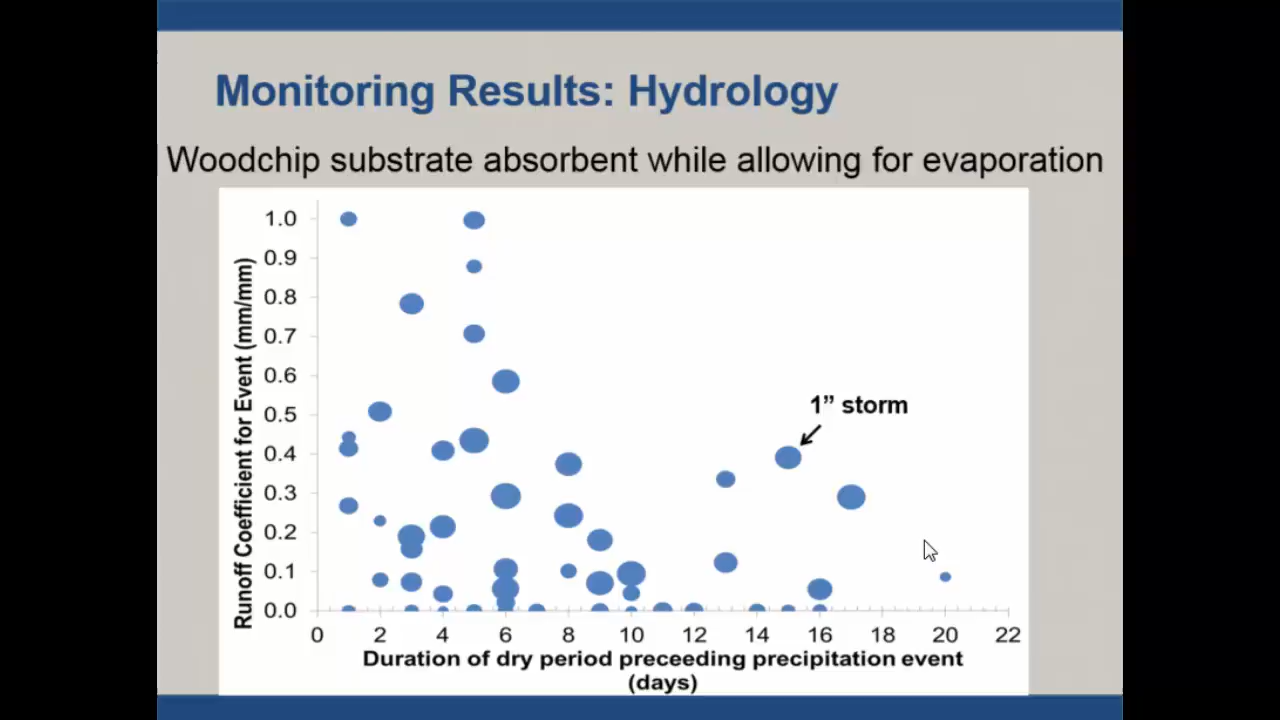 Monitoring Results: Hydrology
Woodchip substrate absorbent while allowing for evaporation
Runoff Coefficient for Event (mm/mm)
1.0
0.9
0.8
0.7
0.6
0.5
0.4
0.3
0.2
0.1
0.0
1” storm
0 2 4 6 8 10 12 14 16 18 20 22
Duration of dry period preceeding precipitation event
(days)